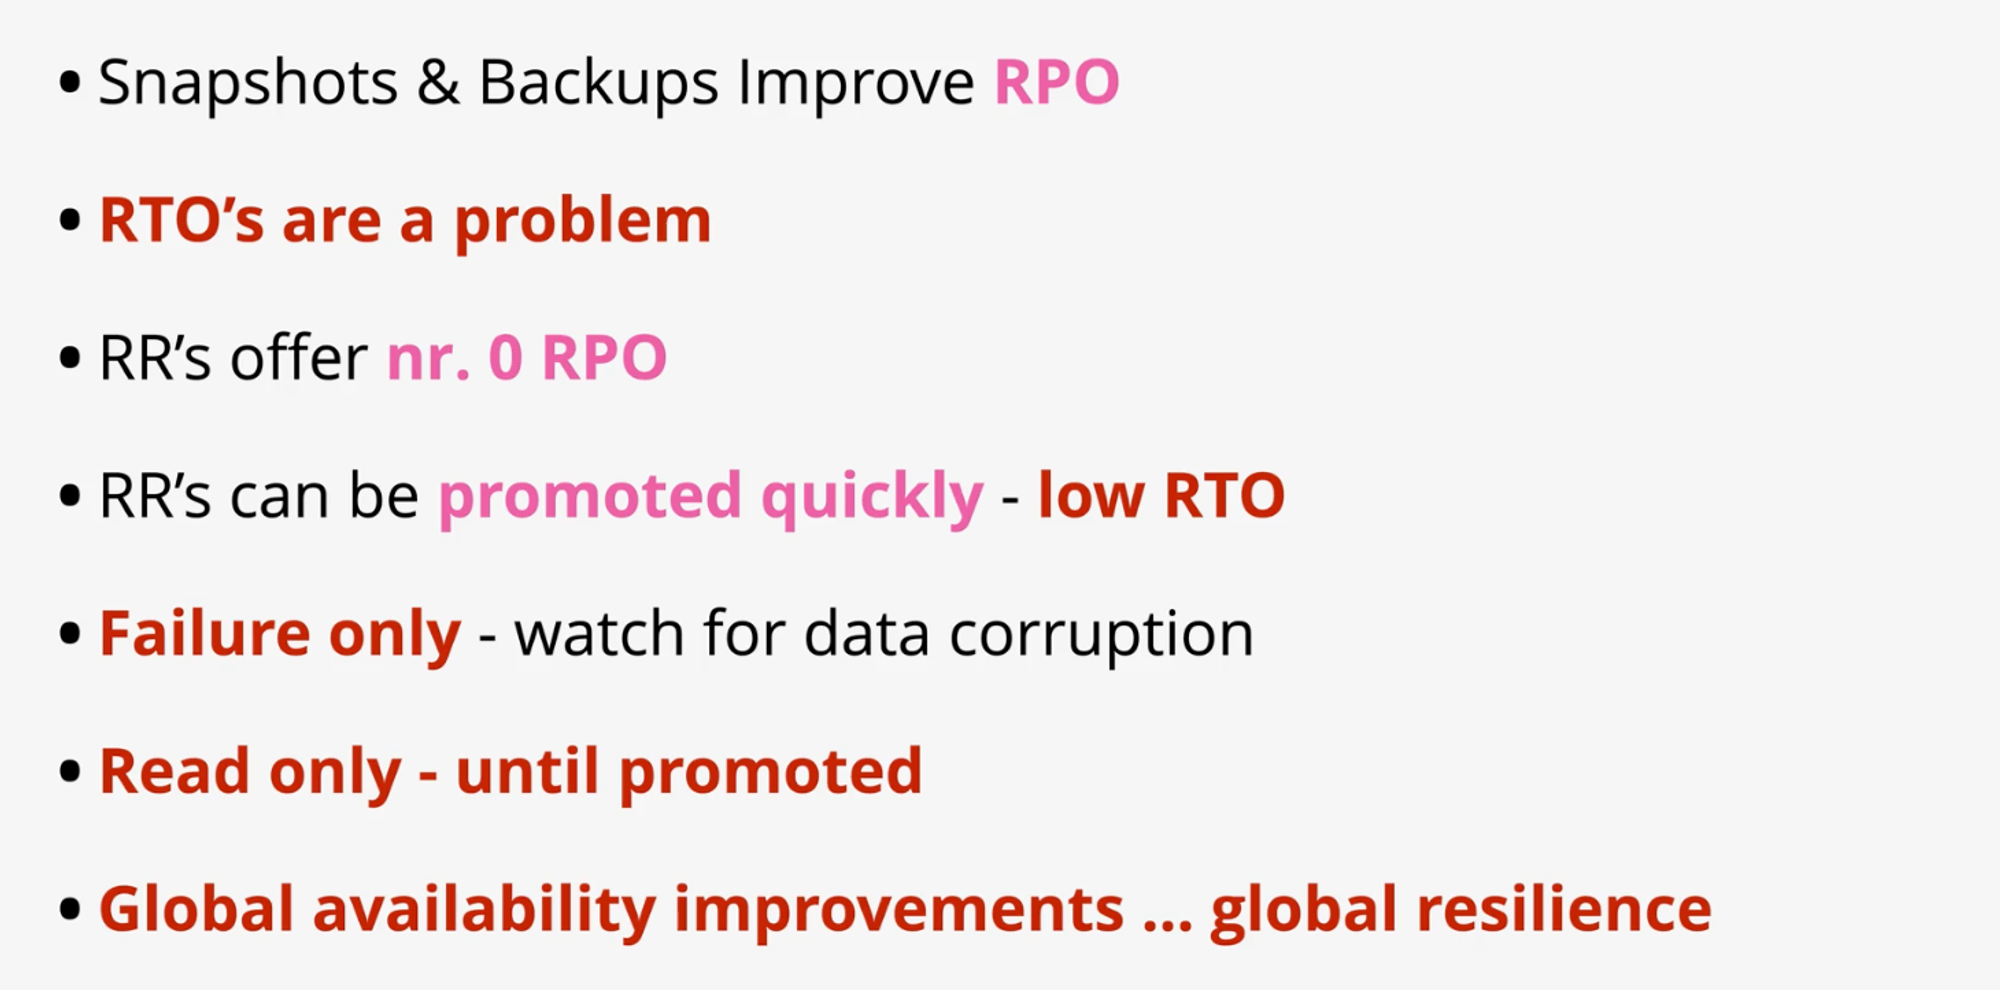 • Snapshots & Backups Improve RPO
• RTO’s are a problem
• RR’s offer nr. 0 RPO
• RR’s can be promoted quickly - low RTO
• Failure only - watch for data corruption
• Read only - until promoted
• Global availability improvements ... global resilience